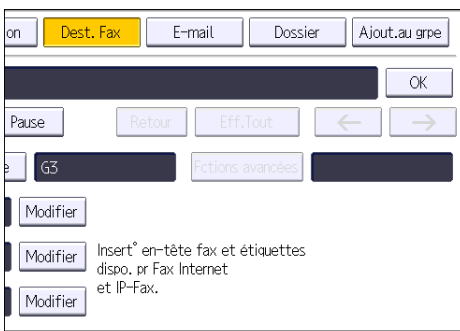 on Dest. Fax E-mail Dossier Ajout.au grpe
OK
Pause Retour Eff.Tout ← →
e G3 Fctions avancées
Modifier
Modifier Insert° en-tête fax et étiquettes
dispo. pr Fax Internet
et IP-Fax.
Modifier